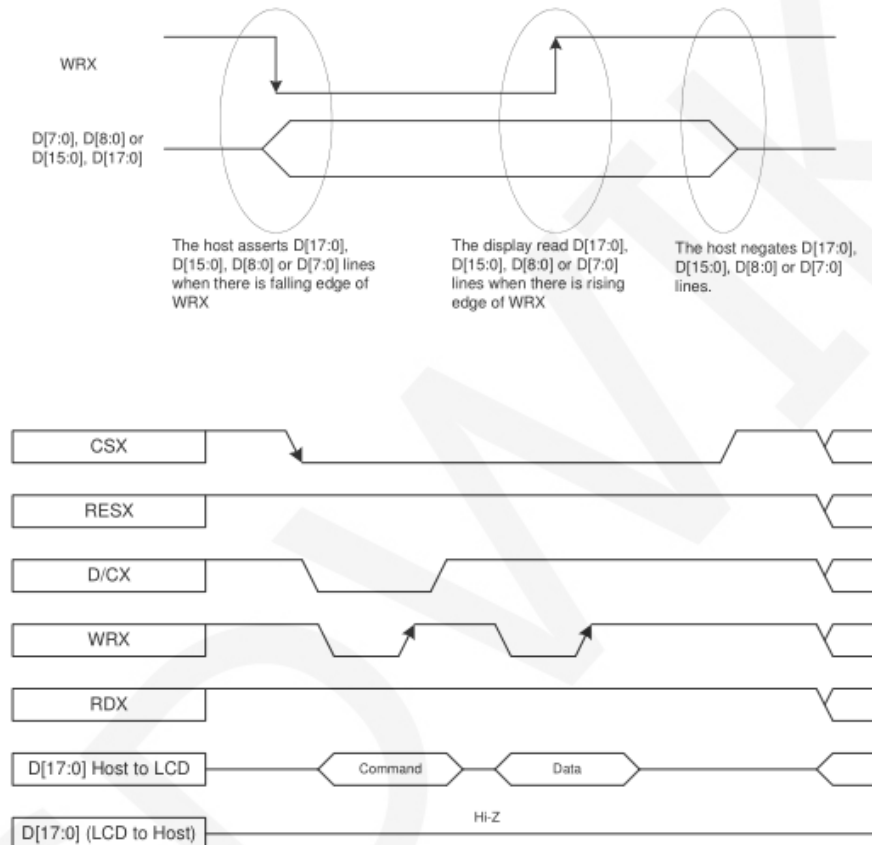 WRX
D[7:0], D[8:0] or
D[15:0], D[17:0]
The host asserts D[17:0],
D[15:0], D[8:0] or D[7:0] lines
when there is falling edge of
WRX
The display read D[17:0],
D[15:0], D[8:0] or D[7:0]
lines when there is rising
edge of WRX
The host negates D[17:0],
D[15:0], D[8:0] or D[7:0]
lines.
CSX
RESX
D/CX
WRX
RDX
D[17:0] Host to LCD
Command
Data
Hi-Z
D[17:0] (LCD to Host)